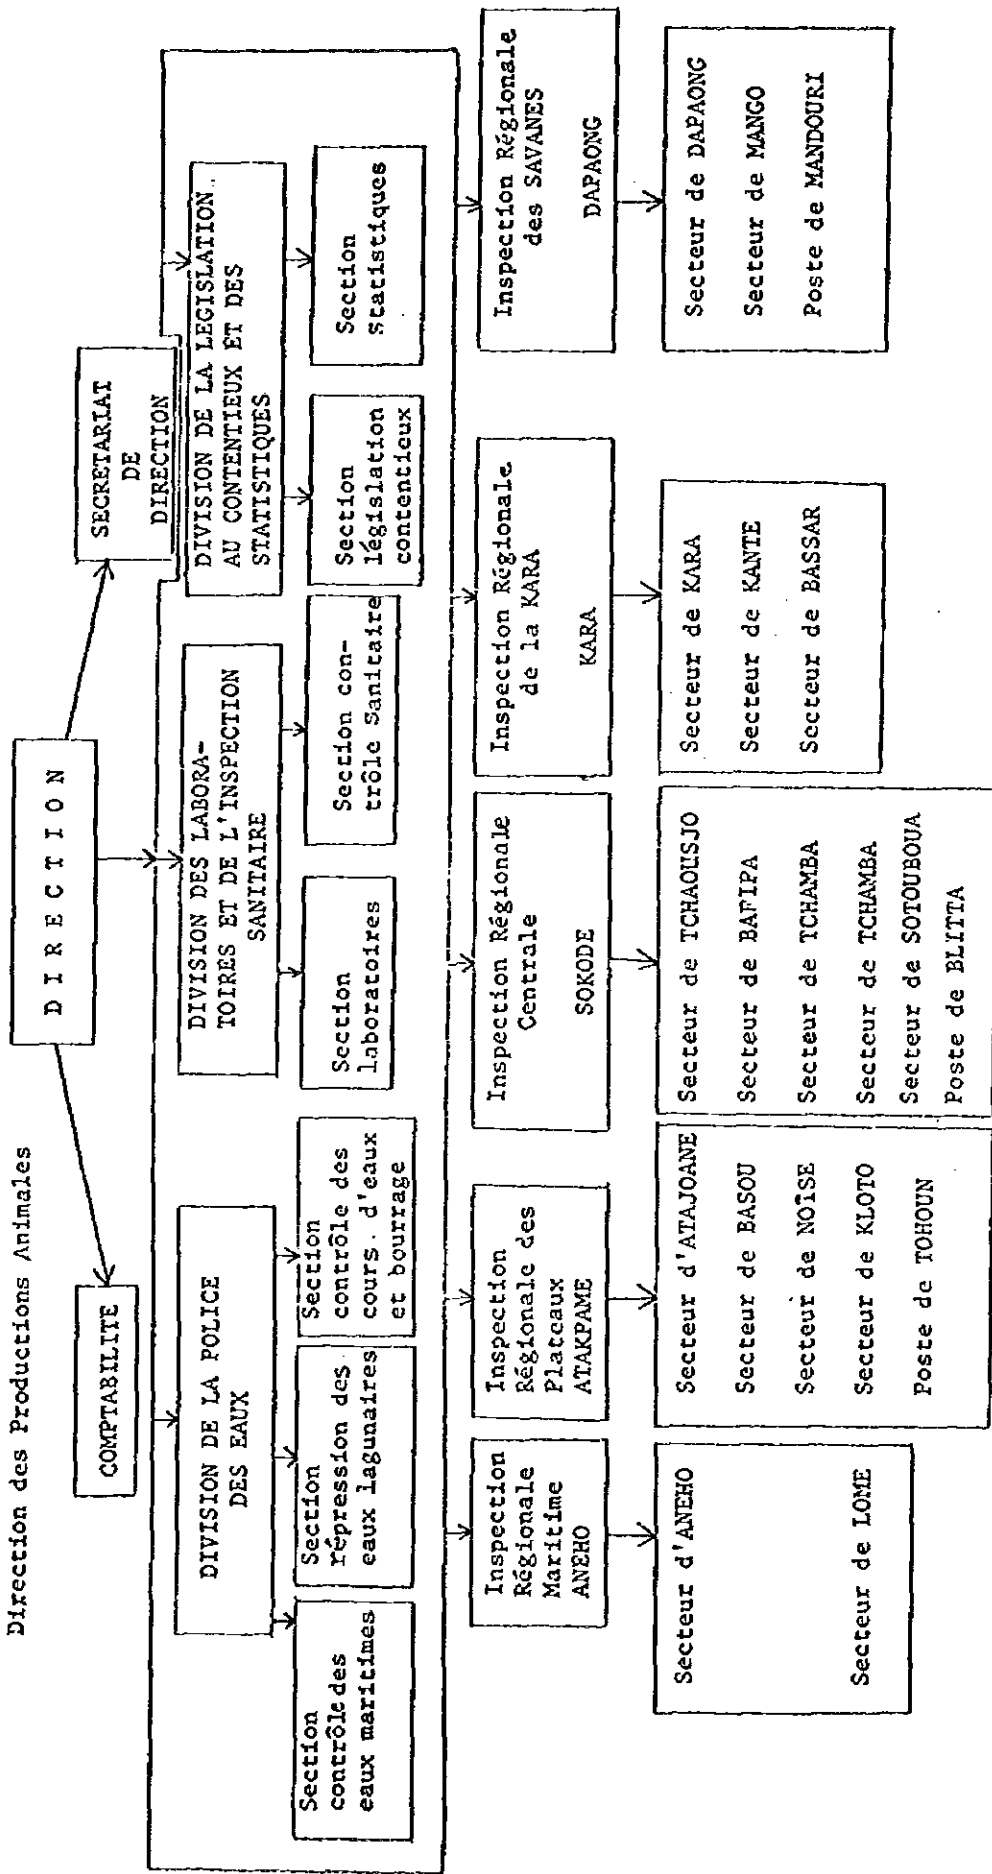 Direction des Productions Animales
D I R E C T I O N
COMPTABILITE
SECRETARIAT
DE
DIRECTION
DIVISION DE LA POLICE
DES EAUX
DIVISION DES LABORA-
TOIRES ET DE L'INSPECTION
SANITAIRE
DIVISION DE LA LEGISLATION
AU CONTENTIEUX ET DES
STATISTIQUES
Section
contrôle des
eaux maritimes
Section
répression des
eaux lagunaires
Section
contrôle des
cours d'eaux
et bourrage
Section
laboratoires
Section con-
trôle Sanitaire
Section
législation
contentieux
Section
statistiques
Inspection
Régionale
Maritime
ANEHO
Inspection
Régionale des
Plateaux
ATAKPAME
Inspection Régionale
Centrale
SOKODE
Inspection Régionale
de la KARA
KARA
Inspection Régionale
des SAVANES
DAPAONG
Secteur d'ANEHO
Secteur de LOME
Secteur d'ATAJOANE
Secteur de BASOU
Secteur de NOÏSE
Secteur de KLOTO
Poste de TOHOUN
Secteur de TCHAOUSJO
Secteur de BAFIPA
Secteur de TCHAMBA
Secteur de TCHAMBA
Secteur de SOTOUBOUA
Poste de BLITTA
Secteur de KARA
Secteur de KANTE
Secteur de BASSAR
Secteur de DAPAONG
Secteur de MANGO
Poste de MANDOURI